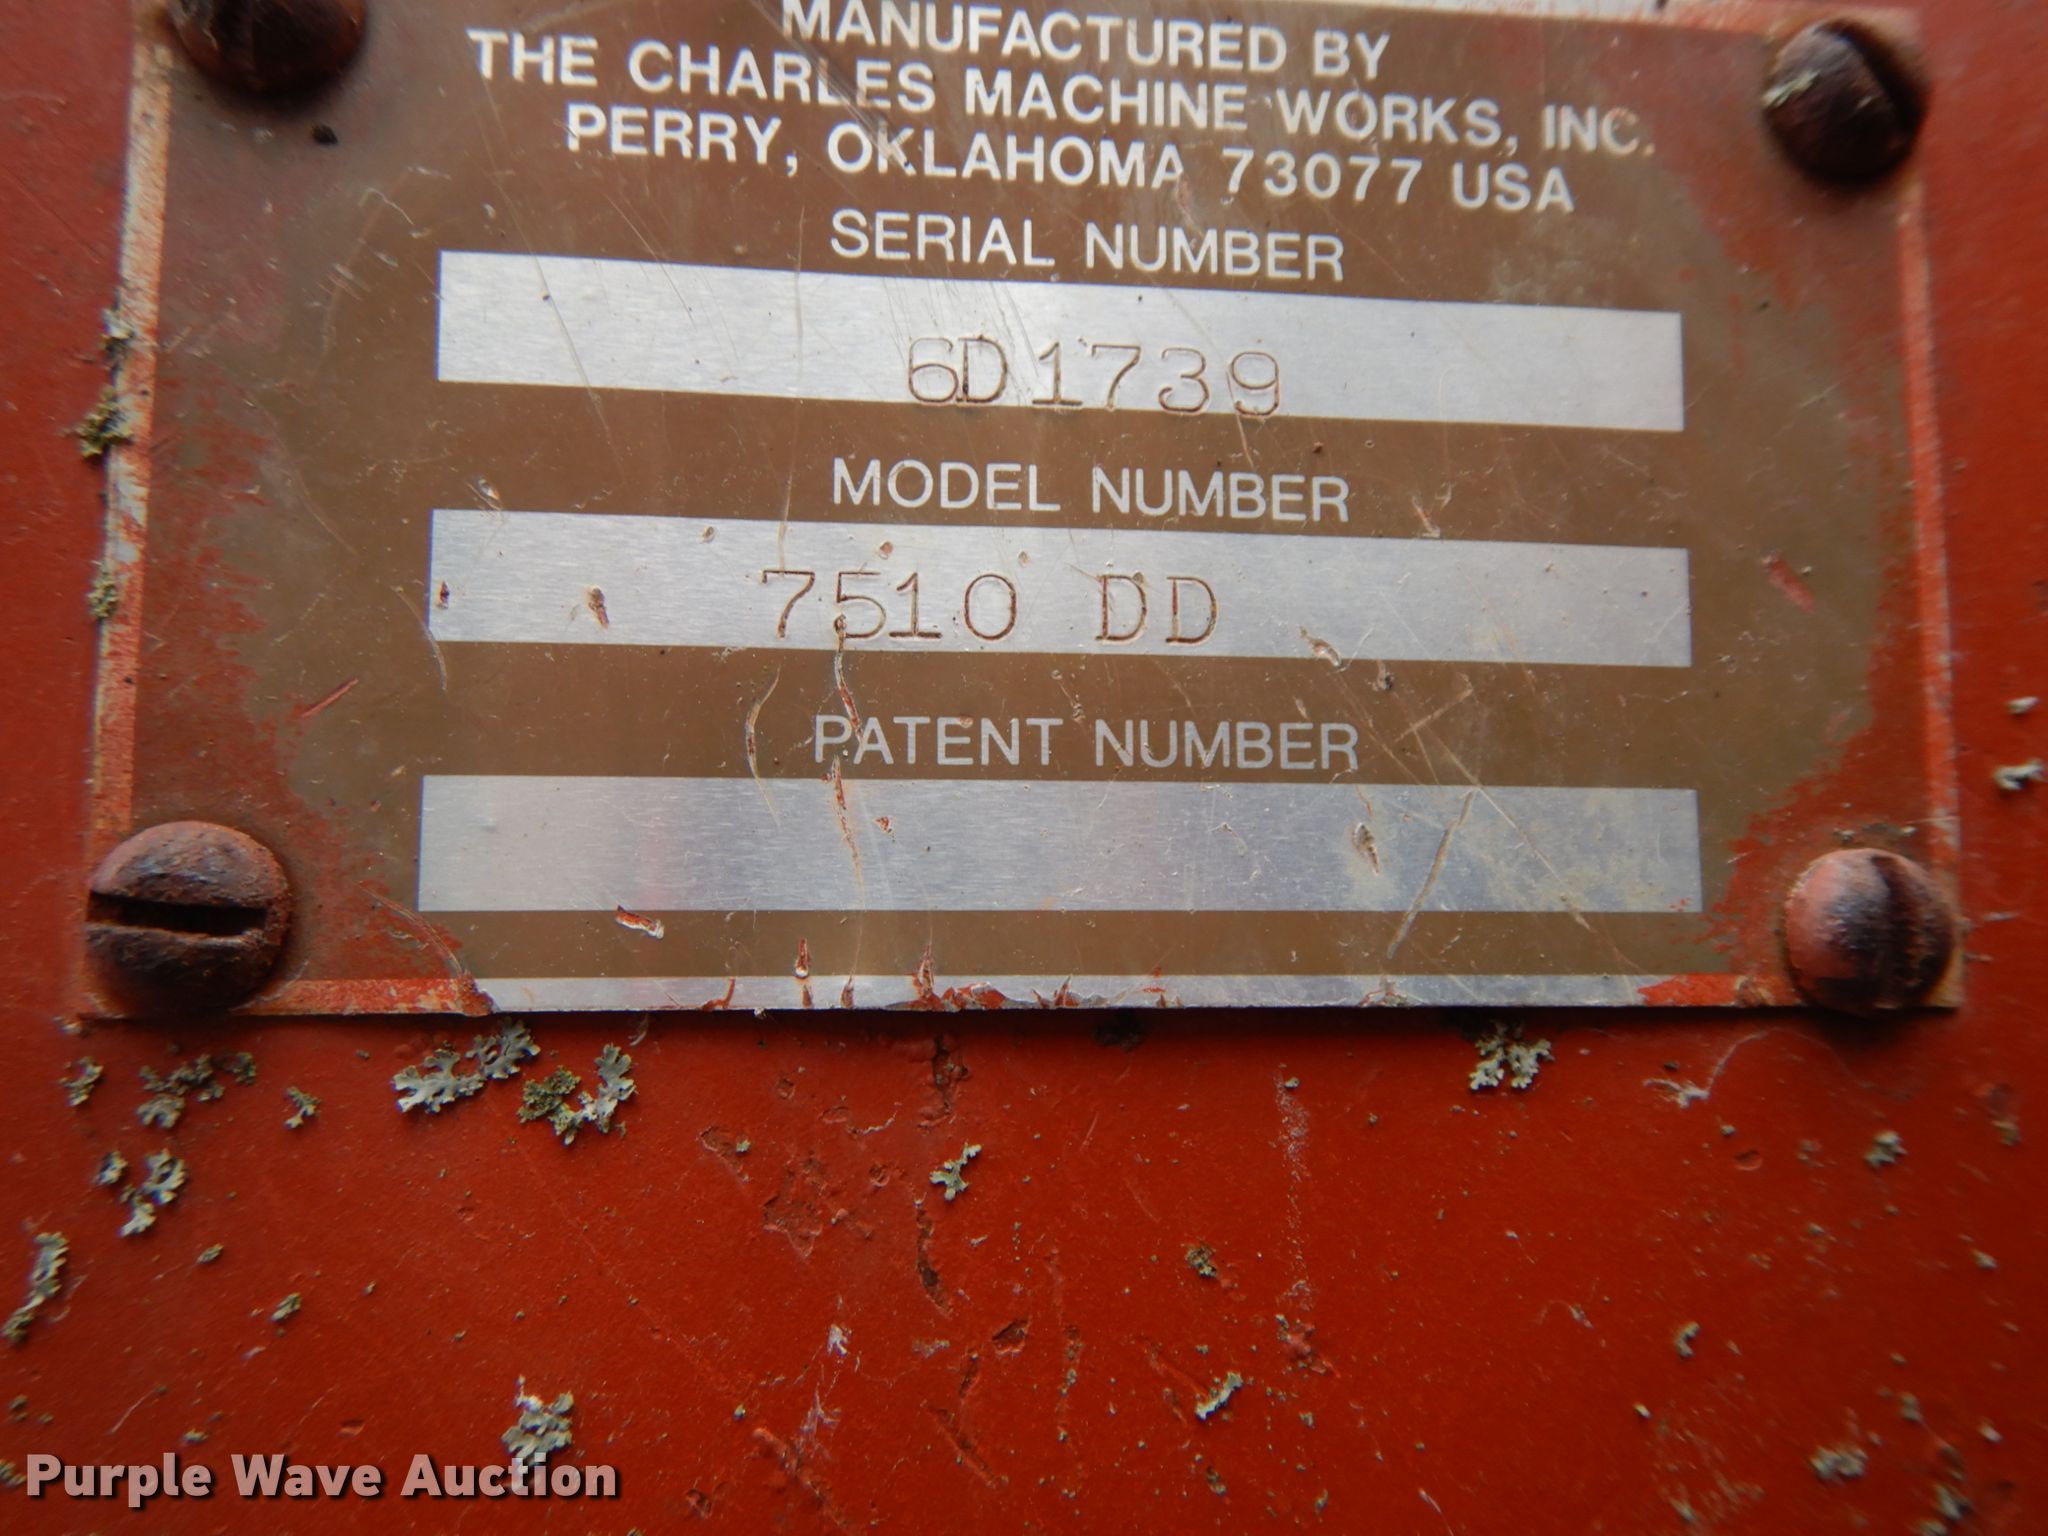 MANUFACTURED BY
THE CHARLES MACHINE WORKS, INC.
PERRY, OKLAHOMA 73077 USA
SERIAL NUMBER
6D1739
MODEL NUMBER
7510 DD
PATENT NUMBER
Purple Wave Auction